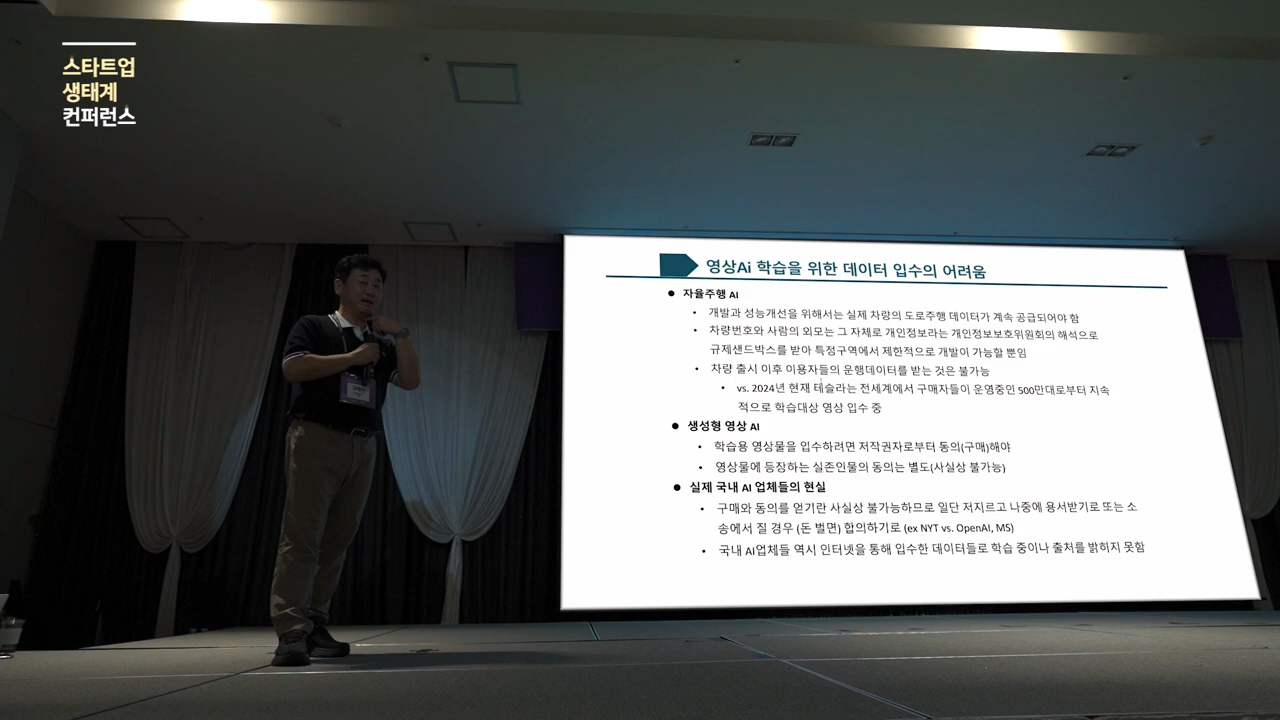 스타트업
생태계
컨퍼런스
영상Ai 학습을 위한 데이터 입수의 어려움
● 자율주행 AI
• 개발과 성능개선을 위해서는 실제 차량의 도로주행 데이터가 계속 공급되어야 함
• 차량번호와 사람의 외모는 그 자체로 개인정보라는 개인정보보호위원회의 해석으로
규제샌드박스를 받아 특정구역에서 제한적으로 개발이 가능할 뿐임
• 차량 출시 이후 이용자들의 운행데이터를 받는 것은 불가능
• vs. 2024년 현재 테슬라는 전세계에서 구매자들이 운영중인 500만대로부터 지속
적으로 학습대상 영상 입수 중
● 생성형 영상 AI
• 학습용 영상물을 입수하려면 저작권자로부터 동의(구매)해야
• 영상물에 등장하는 실존인물의 동의는 별도(사실상 불가능)
● 실제 국내 AI 업체들의 현실
• 구매와 동의를 얻기란 사실상 불가능하므로 일단 저지르고 나중에 용서받기로 또는 소
송에서 질 경우 (돈 벌면) 합의하기로 (ex NYT vs. OpenAI, MS)
• 국내 AI업체들 역시 인터넷을 통해 입수한 데이터들로 학습 중이나 출처를 밝히지 못함